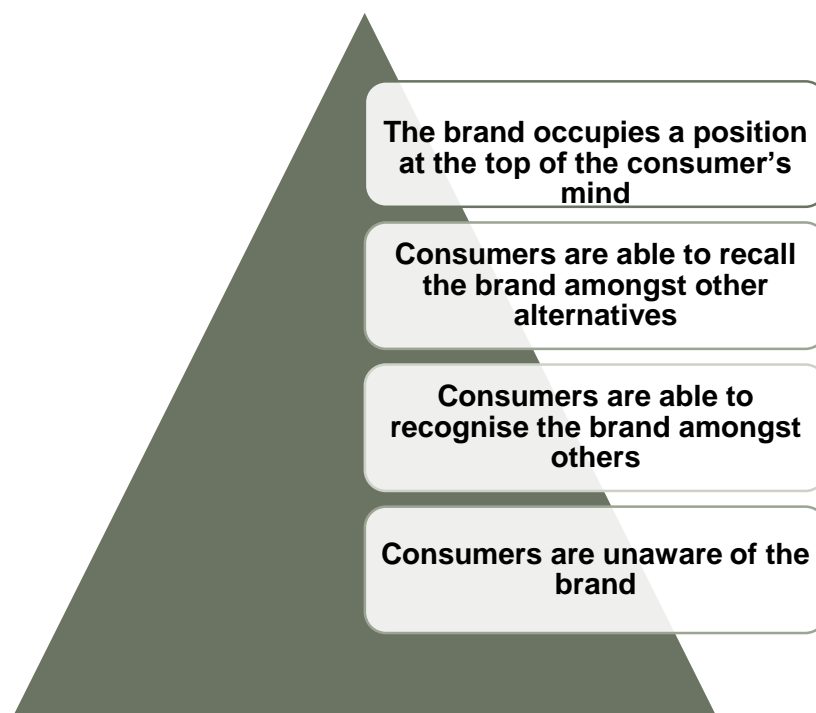 The brand occupies a position
at the top of the consumer’s
mind
Consumers are able to recall
the brand amongst other
alternatives
Consumers are able to
recognise the brand amongst
others
Consumers are unaware of the
brand